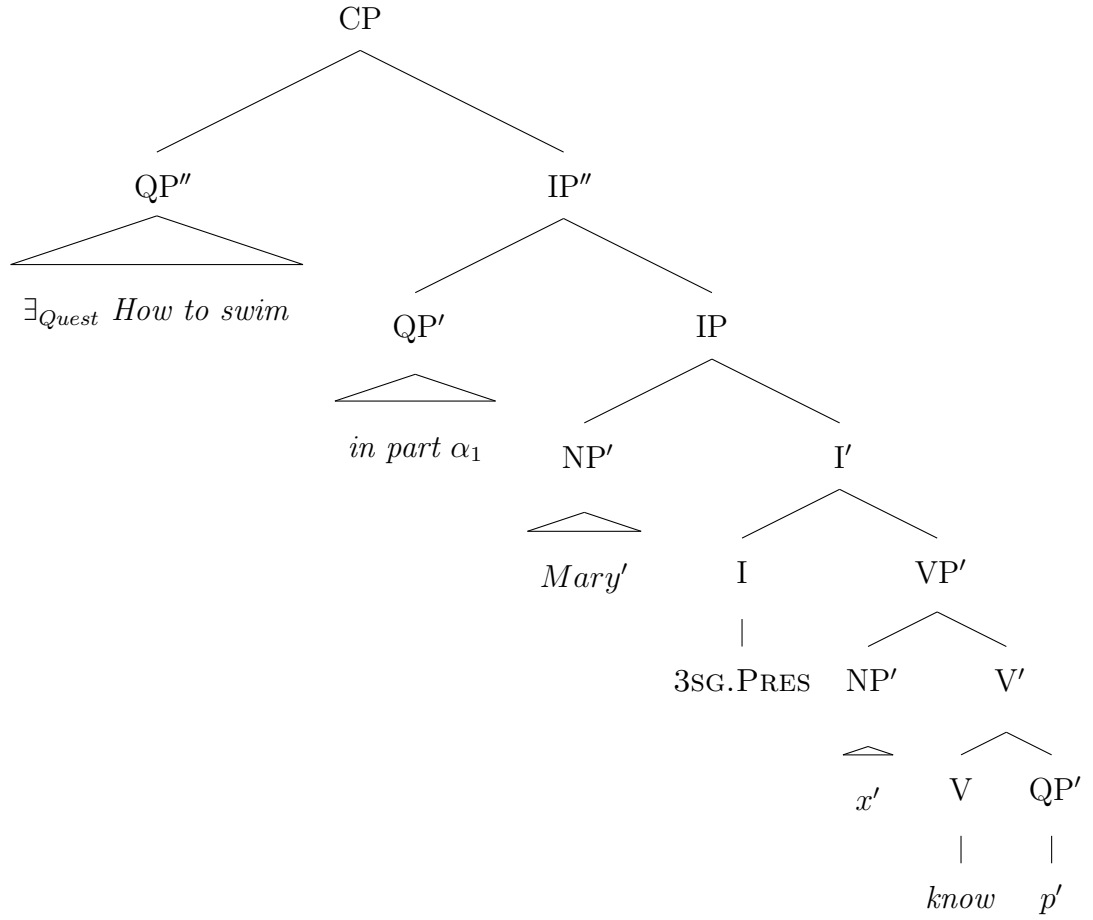 CP
QP″ IP″
∃Quest How to swim
QP′ IP
in part α₁
NP′ I′
Mary′
I VP′
3SG.PRES NP′ V′
x′
V QP′
know p′